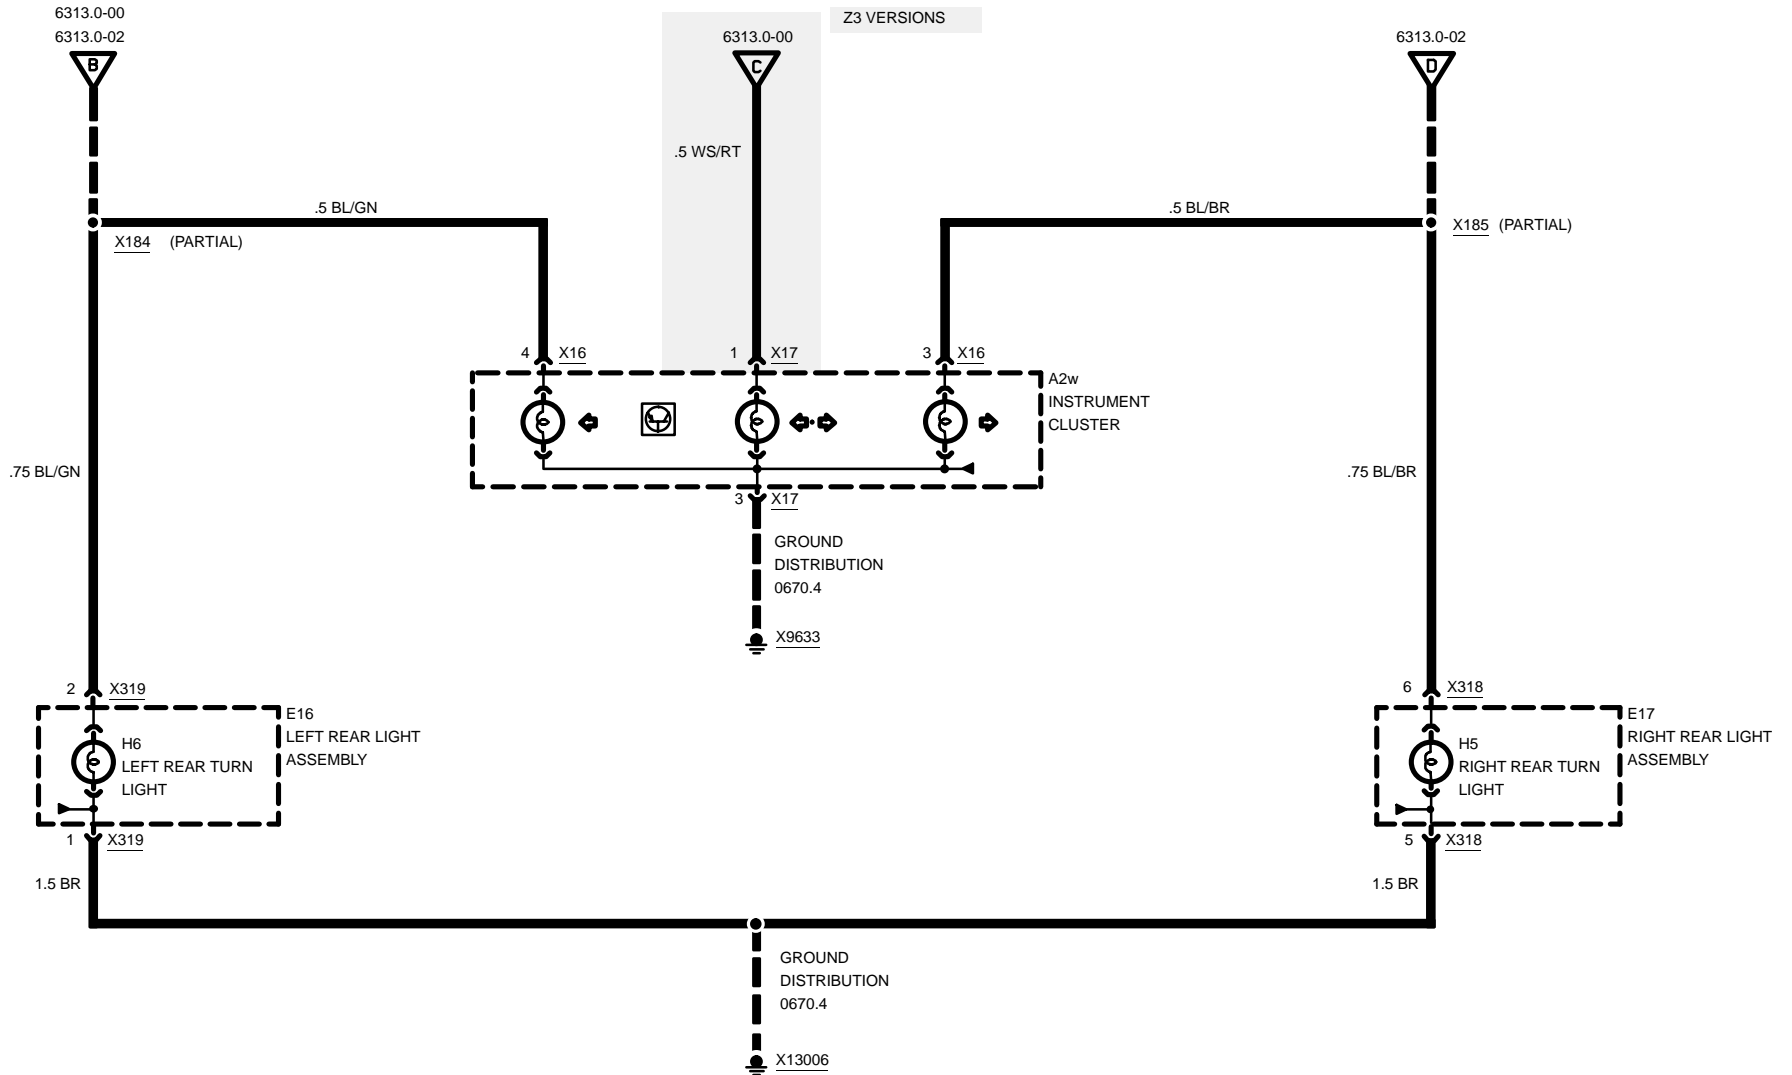 6313.0-00
6313.0-02
B
Z3 VERSIONS
6313.0-00
C
6313.0-02
D
.5 WS/RT
.5 BL/GN
X184 (PARTIAL)
.5 BL/BR
X185 (PARTIAL)
4 X16
1 X17
3 X16
A2w
INSTRUMENT
CLUSTER
.75 BL/GN
.75 BL/BR
3 X17
GROUND
DISTRIBUTION
0670.4
X9633
2 X319
E16
LEFT REAR LIGHT
ASSEMBLY
H6
LEFT REAR TURN
LIGHT
1 X319
1.5 BR
6 X318
E17
RIGHT REAR LIGHT
ASSEMBLY
H5
RIGHT REAR TURN
LIGHT
5 X318
1.5 BR
GROUND
DISTRIBUTION
0670.4
X13006